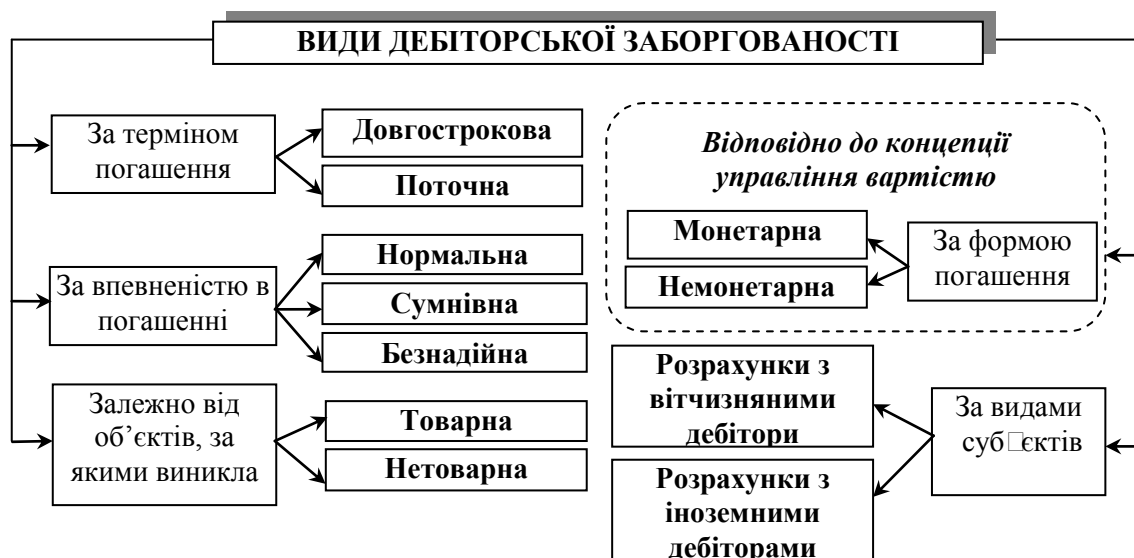 ВИДИ ДЕБІТОРСЬКОЇ ЗАБОРГОВАНОСТІ
За терміном
погашення
Довгострокова
Поточна
За впевненістю в
погашенні
Нормальна
Сумнівна
Безнадійна
Залежно від
об’єктів, за
якими виникла
Товарна
Нетоварна
Відповідно до концепції
управління вартістю
Монетарна
Немонетарна
За формою
погашення
Розрахунки з
вітчизняними
дебітори
Розрахунки з
іноземними
дебіторами
За видами
суб□єктів